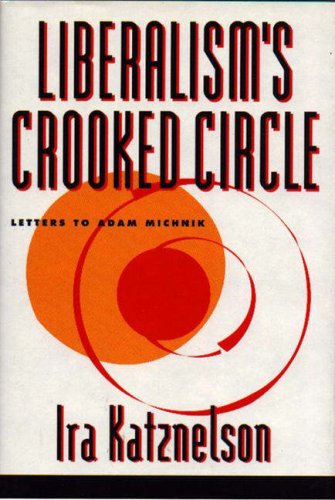 LIBERALISM'S
CROOKED CIRCLE
LETTERS TO ADAM MICHNIK
Ira Katznelson